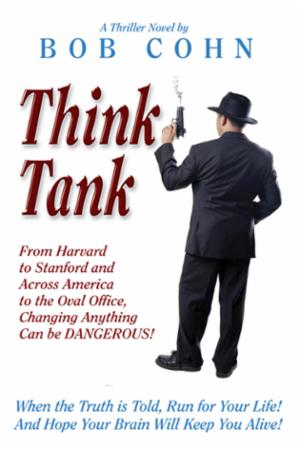 A Thriller Novel by
BOB COHN
Think
Tank
From Harvard
to Stanford and
Across America
to the Oval Office,
Changing Anything
Can be DANGEROUS!
When the Truth is Told, Run for Your Life!
And Hope Your Brain Will Keep You Alive!